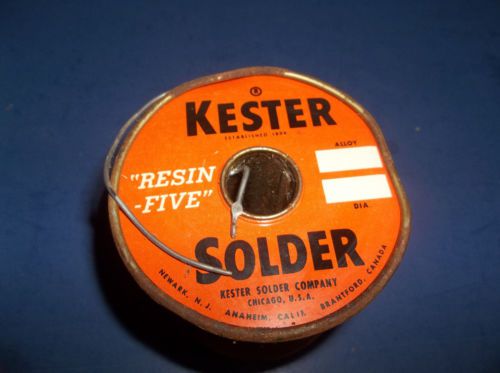 ®
KESTER
ESTABLISHED 1899
ALLOY
"RESIN
-FIVE"
DIA
SOLDER
KESTER SOLDER COMPANY
CHICAGO, U.S.A.
NEWARK, N. J. ANAHEIM, CALIF. BRANTFORD, CANADA